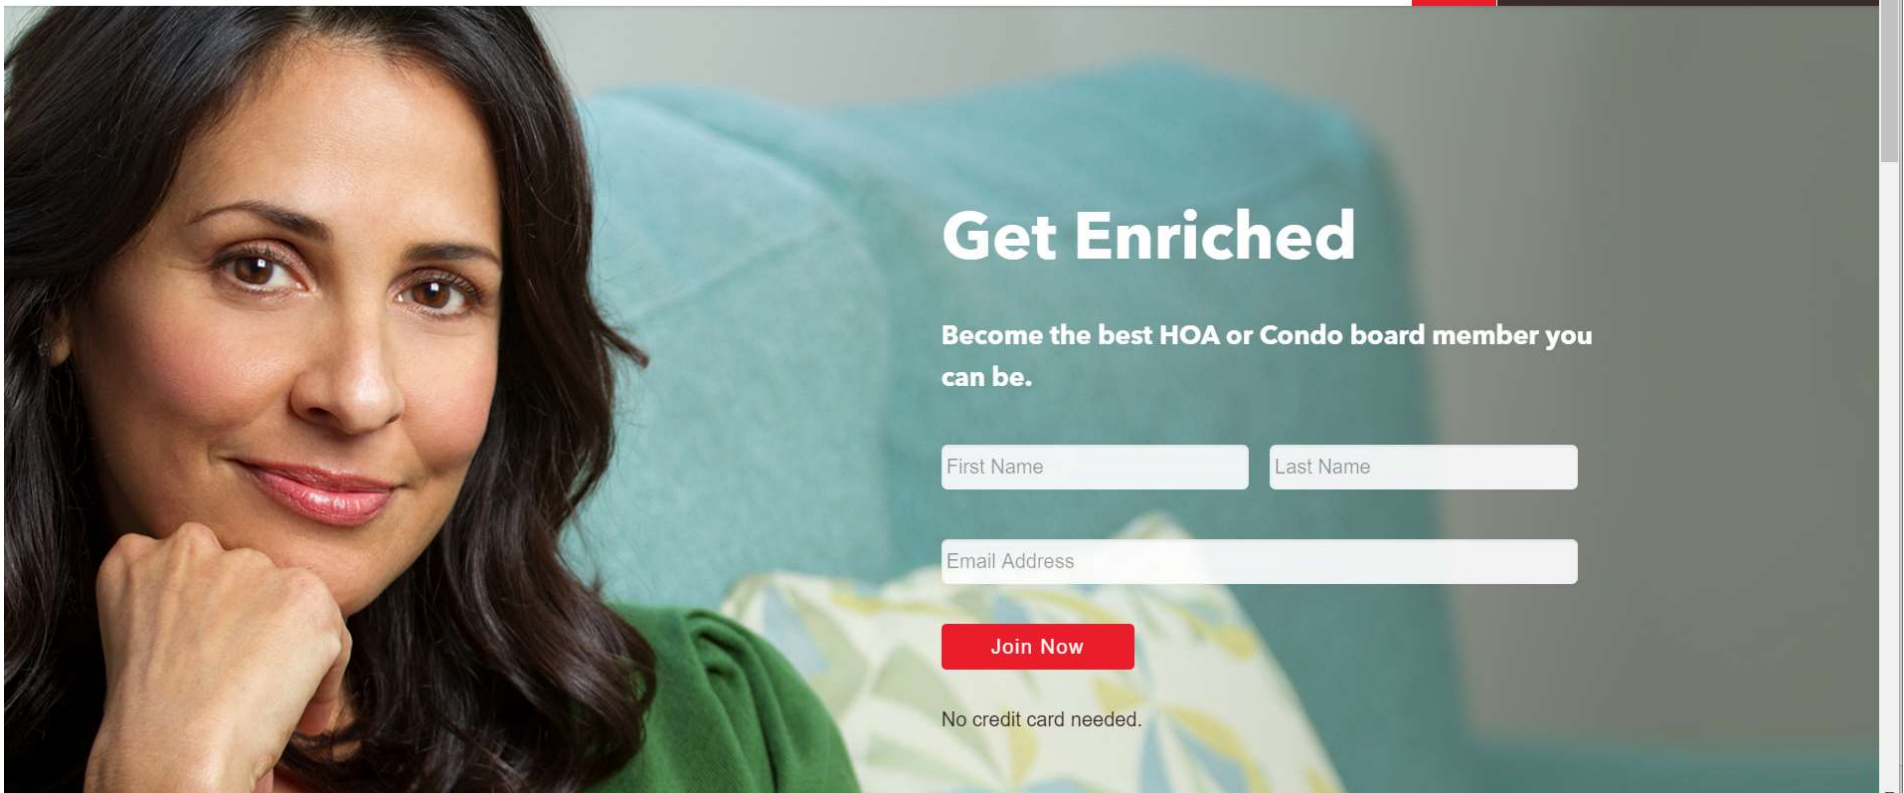 Get Enriched
Become the best HOA or Condo board member you
can be.
First Name
Last Name
Email Address
Join Now
No credit card needed.